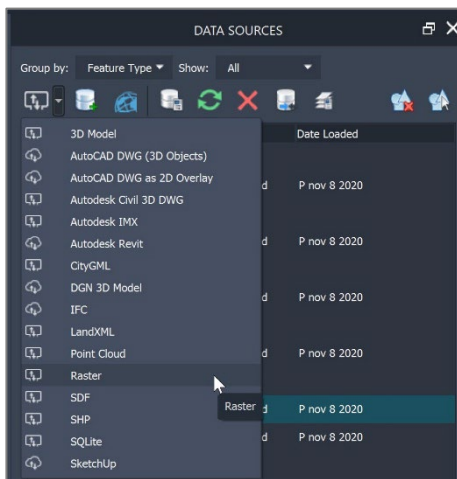 DATA SOURCES
Group by: Feature Type Show: All
Date Loaded
3D Model
AutoCAD DWG (3D Objects)
AutoCAD DWG as 2D Overlay
d P nov 8 2020
Autodesk Civil 3D DWG
Autodesk IMX
Autodesk Revit
d P nov 8 2020
CityGML
DGN 3D Model
d P nov 8 2020
IFC
LandXML
Point Cloud
d P nov 8 2020
Raster
SDF
Raster
d P nov 8 2020
SHP
SQLite
d P nov 8 2020
SketchUp